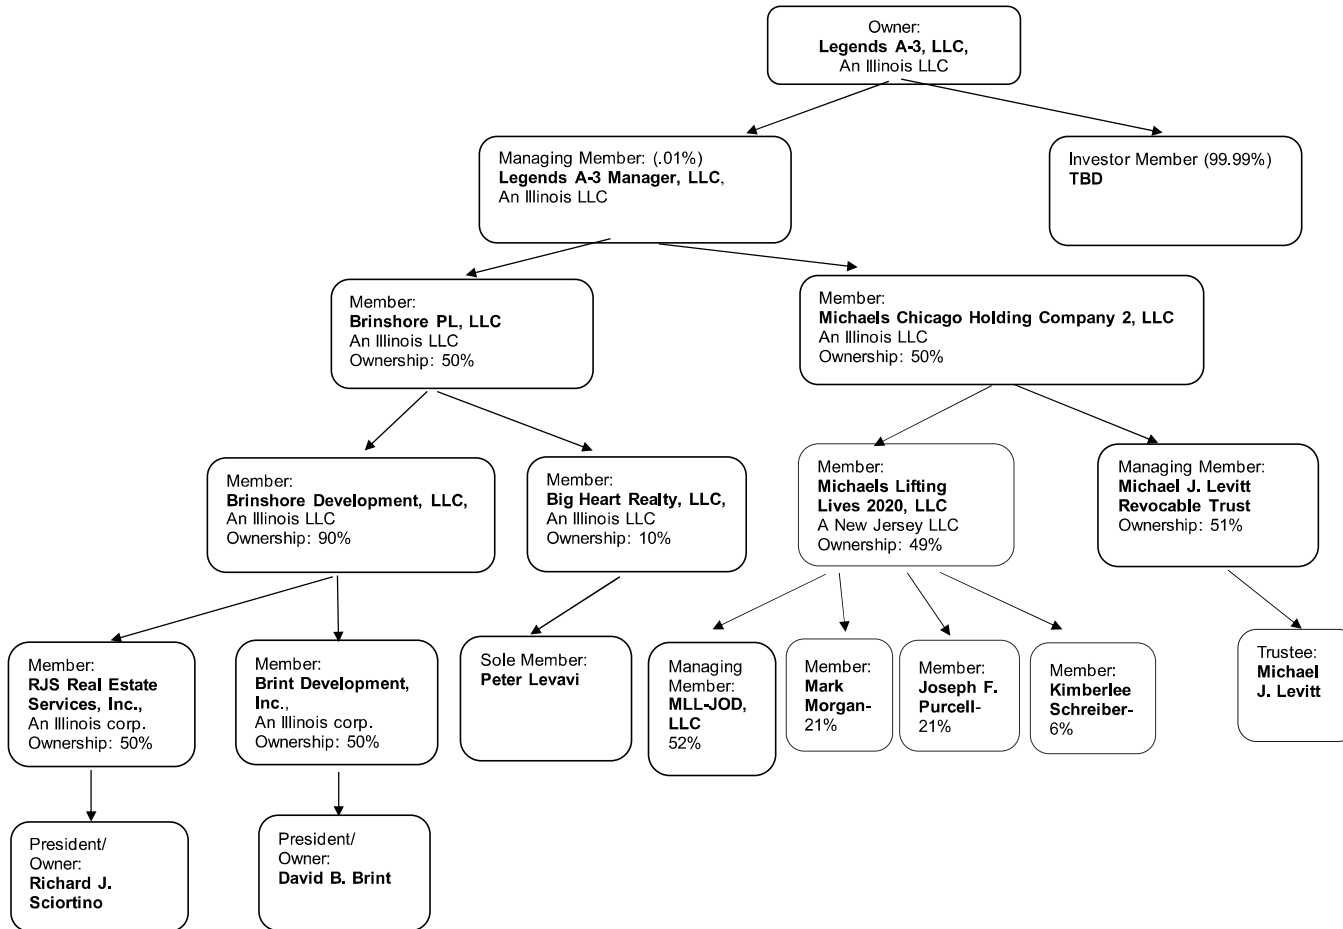 Owner:
Legends A-3, LLC,
An Illinois LLC
Managing Member: (.01%)
Legends A-3 Manager, LLC,
An Illinois LLC
Investor Member (99.99%)
TBD
Member:
Brinshore PL, LLC
An Illinois LLC
Ownership: 50%
Member:
Michaels Chicago Holding Company 2, LLC
An Illinois LLC
Ownership: 50%
Member:
Brinshore Development, LLC,
An Illinois LLC
Ownership: 90%
Member:
Big Heart Realty, LLC,
An Illinois LLC
Ownership: 10%
Member:
Michaels Lifting
Lives 2020, LLC
A New Jersey LLC
Ownership: 49%
Managing Member:
Michael J. Levitt
Revocable Trust
Ownership: 51%
Member:
RJS Real Estate
Services, Inc.,
An Illinois corp.
Ownership: 50%
Member:
Brint Development,
Inc.,
An Illinois corp.
Ownership: 50%
Sole Member:
Peter Levavi
Managing
Member:
MLL-JOD,
LLC
52%
Member:
Mark
Morgan-
21%
Member:
Joseph F.
Purcell-
21%
Member:
Kimberlee
Schreiber-
6%
Trustee:
Michael
J. Levitt
President/
Owner:
Richard J.
Sciortino
President/
Owner:
David B. Brint